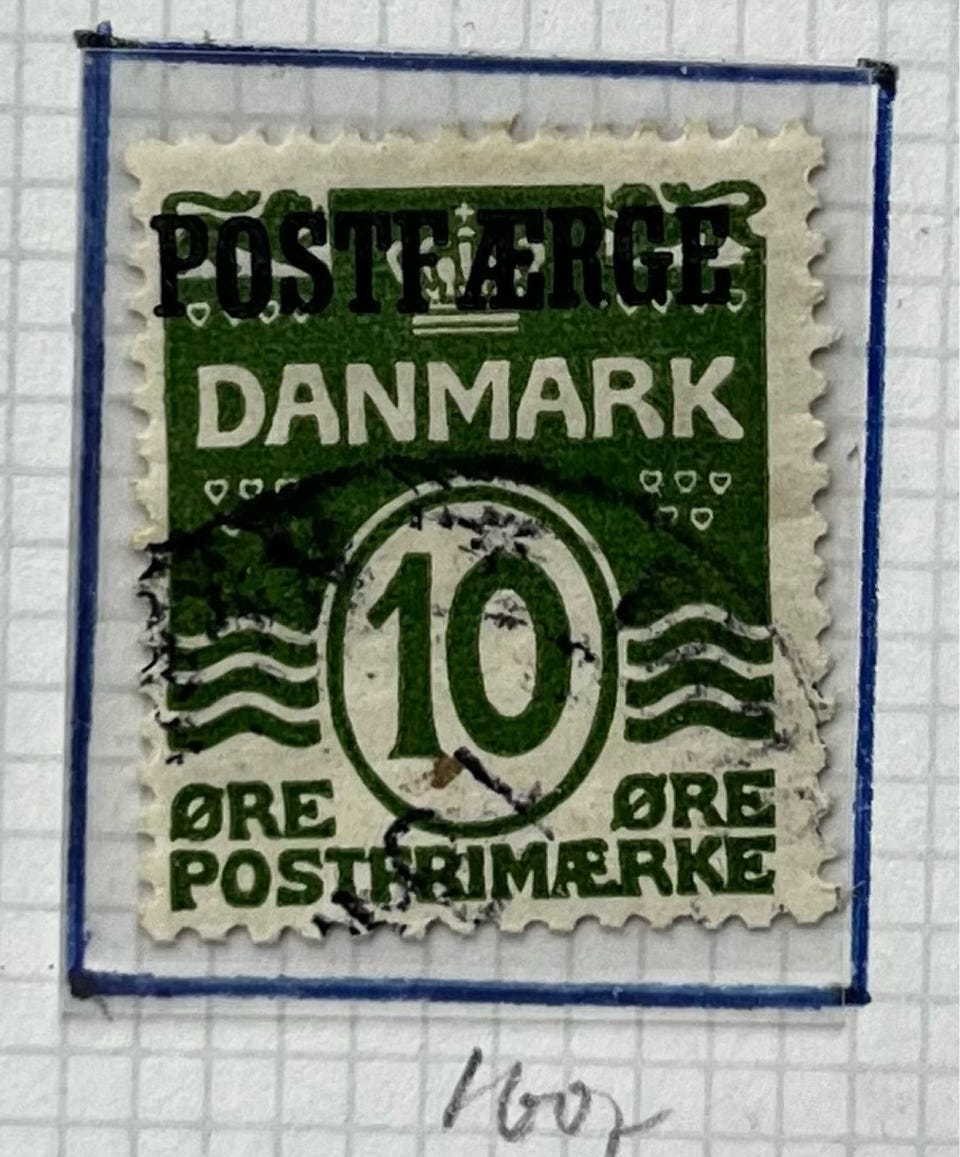 POSTFÆRGE
DANMARK
10
ØRE ØRE
POSTFRIMÆRKE